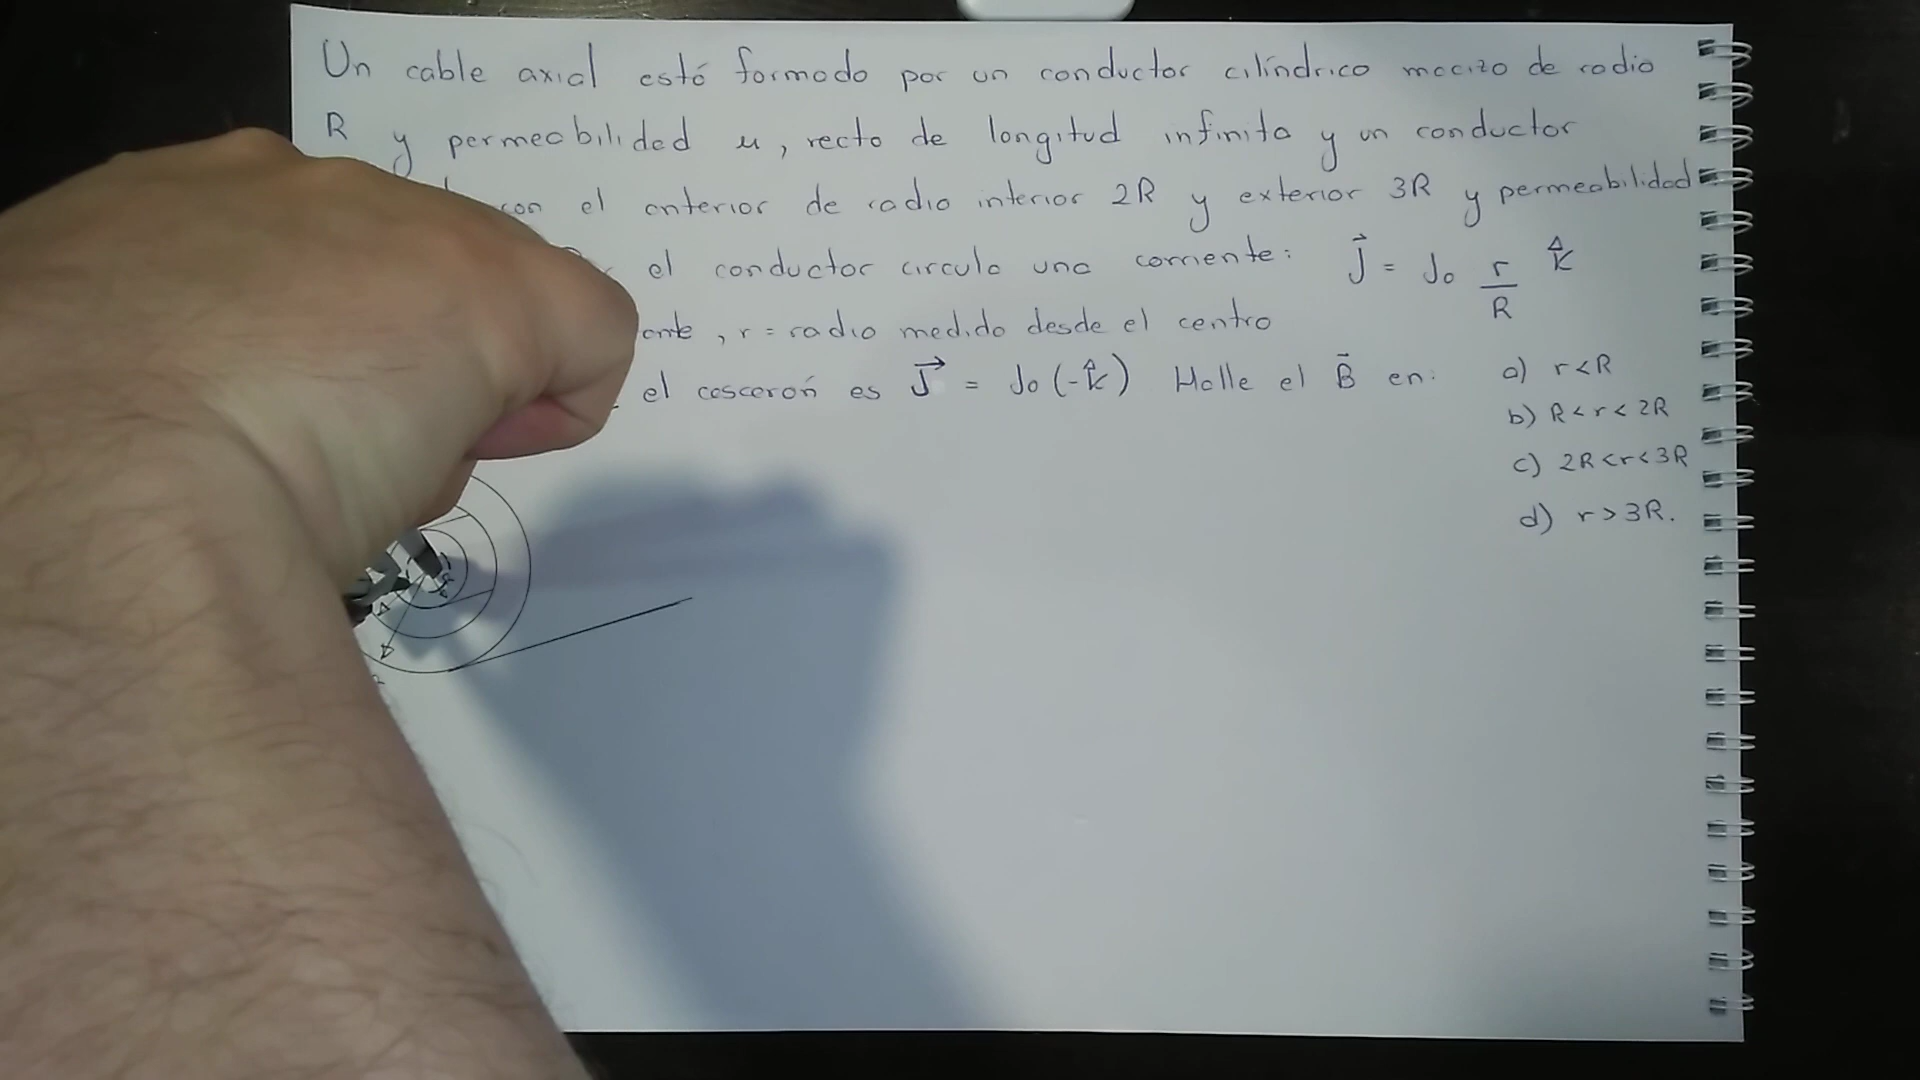 Un cable axial está formado por un conductor cilíndrico macizo de radio
R y permeabilidad μ, recto de longitud infinita y un conductor
con el anterior de radio interior 2R y exterior 3R y permeabilidad
el conductor circula una corriente: J⃗ = J₀ r/R k̂
, r = radio medido desde el centro
el cascarón es J⃗ = J₀ (-k̂) Halle el B⃗ en: a) r<R
b) R<r<2R
c) 2R<r<3R
d) r>3R.
R